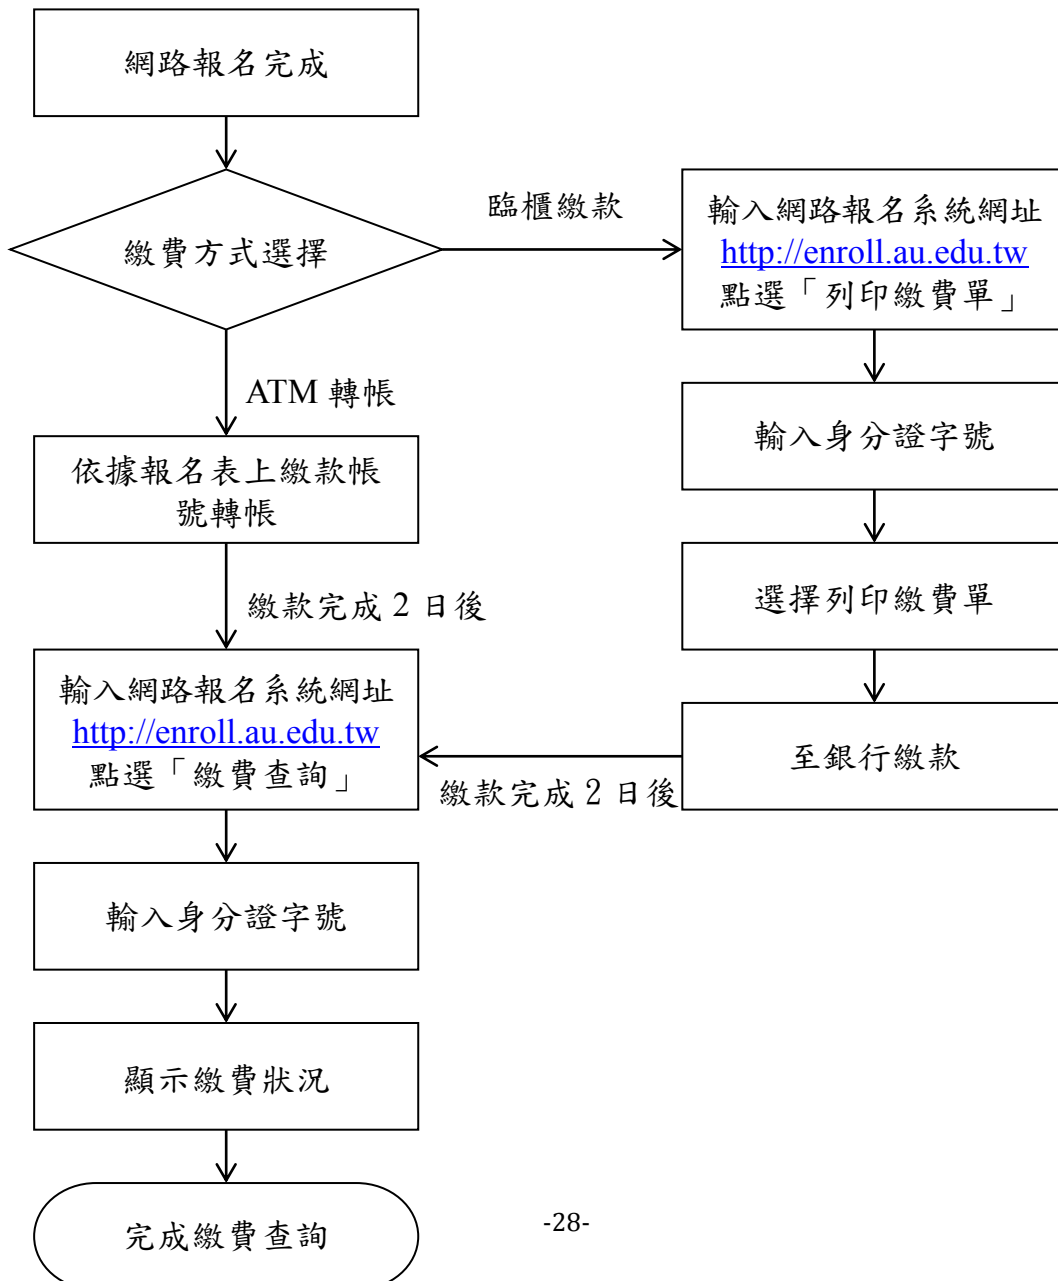 網路報名完成
繳費方式選擇
臨櫃繳款
輸入網路報名系統網址
http://enroll.au.edu.tw
點選「列印繳費單」
輸入身分證字號
選擇列印繳費單
至銀行繳款
繳款完成 2 日後
ATM 轉帳
依據報名表上繳款帳
號轉帳
繳款完成 2 日後
輸入網路報名系統網址
http://enroll.au.edu.tw
點選「繳費查詢」
輸入身分證字號
顯示繳費狀況
完成繳費查詢
-28-